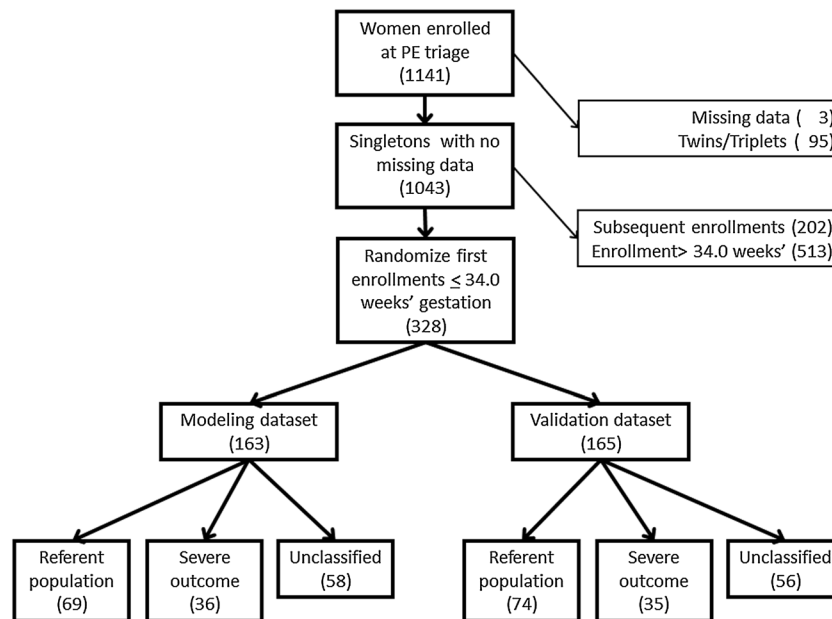 Women enrolled
at PE triage
(1141)
Missing data ( 3)
Twins/Triplets ( 95)
Singletons with no
missing data
(1043)
Subsequent enrollments (202)
Enrollment> 34.0 weeks' (513)
Randomize first
enrollments ≤ 34.0
weeks' gestation
(328)
Modeling dataset
(163)
Validation dataset
(165)
Referent
population
(69)
Severe
outcome
(36)
Unclassified
(58)
Referent
population
(74)
Severe
outcome
(35)
Unclassified
(56)